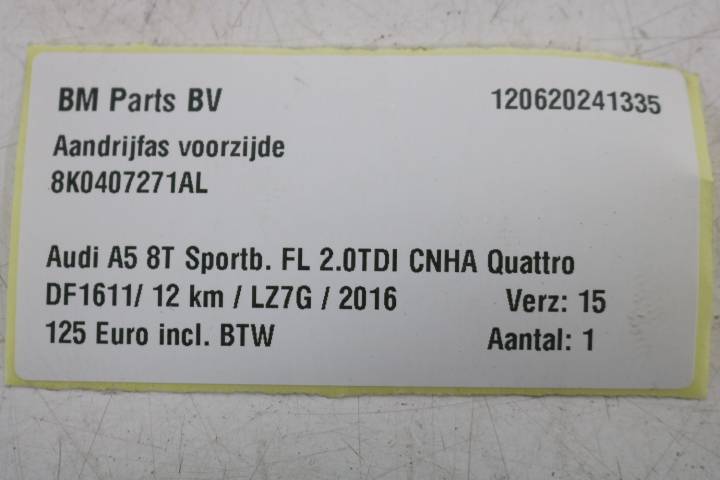 BM Parts BV 120620241335
Aandrijfas voorzijde
8K0407271AL
Audi A5 8T Sportb. FL 2.0TDI CNHA Quattro
DF1611/ 12 km / LZ7G / 2016 Verz: 15
125 Euro incl. BTW Aantal: 1